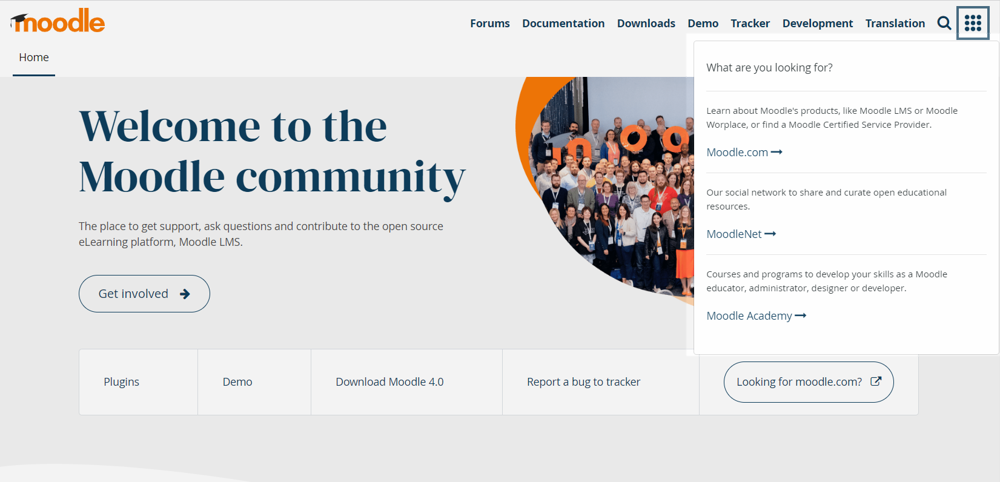 moodle
Forums Documentation Downloads Demo Tracker Development Translation
Home
What are you looking for?
Learn about Moodle's products, like Moodle LMS or Moodle
Worplace, or find a Moodle Certified Service Provider.
Moodle.com
Our social network to share and curate open educational
resources.
MoodleNet
Courses and programs to develop your skills as a Moodle
educator, administrator, designer or developer.
Moodle Academy
Welcome to the
Moodle community
The place to get support, ask questions and contribute to the open source
eLearning platform, Moodle LMS.
Get involved
Plugins
Demo
Download Moodle 4.0
Report a bug to tracker
Looking for moodle.com?